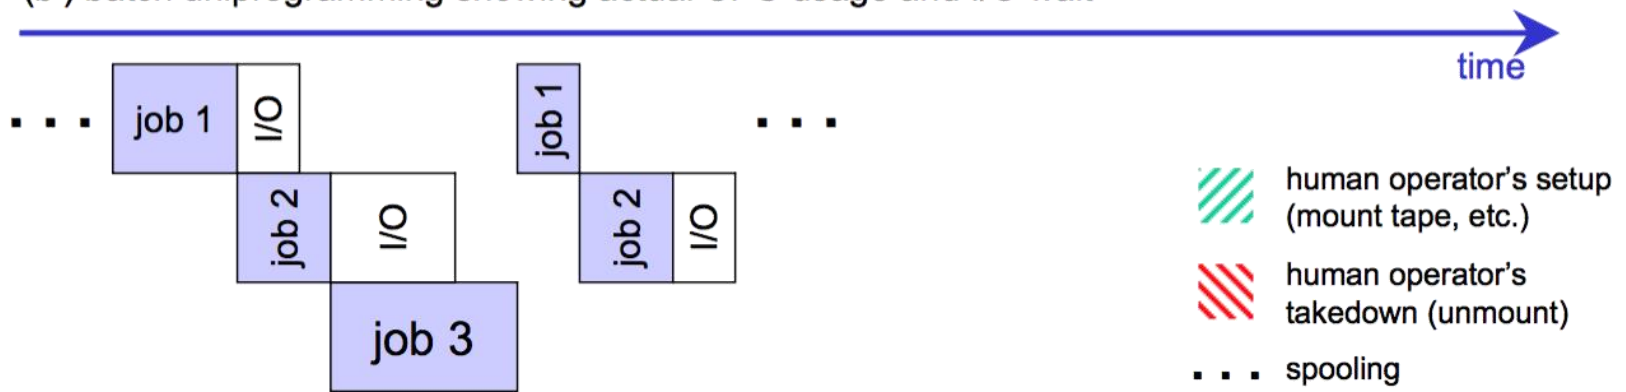 time
job 1
I/O
job 1
job 2
I/O
job 2
I/O
job 3
human operator's setup
(mount tape, etc.)
human operator's
takedown (unmount)
spooling